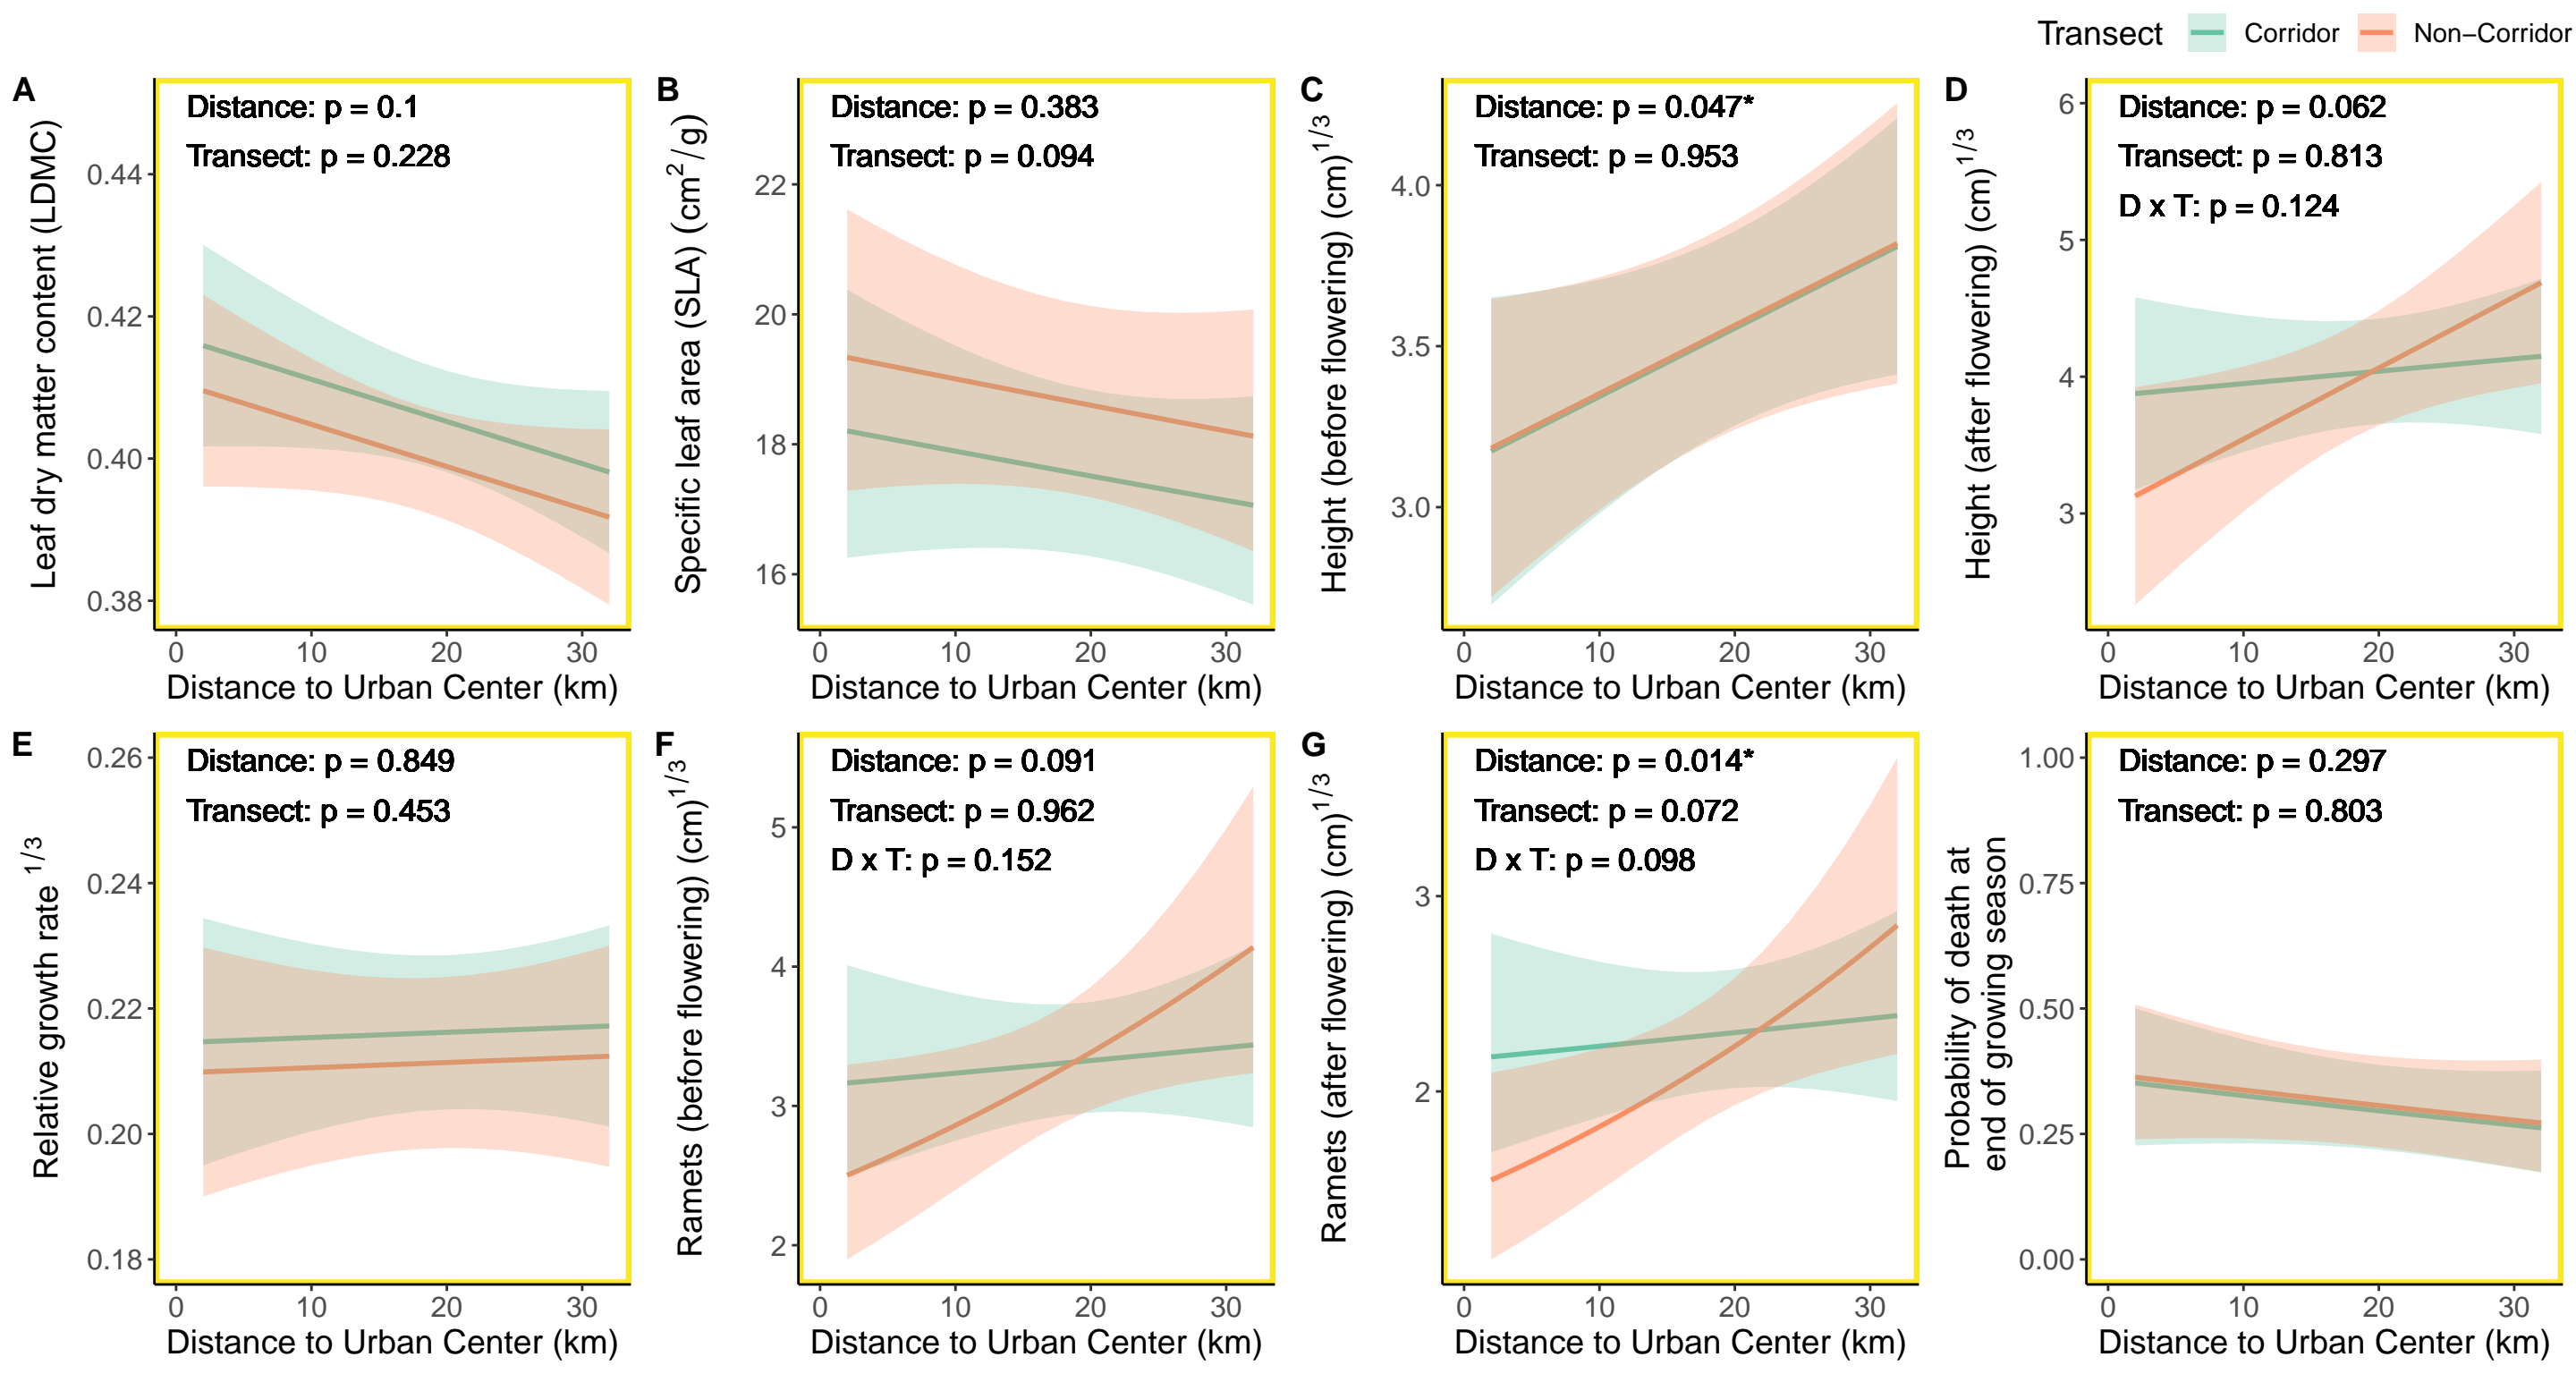 Transect Corridor Non−Corridor
A
Distance: p = 0.1
Transect: p = 0.228
Leaf dry matter content (LDMC)
0.44
0.42
0.40
0.38
0 10 20 30
Distance to Urban Center (km)
B
Distance: p = 0.383
Transect: p = 0.094
Specific leaf area (SLA) (cm²/g)
22
20
18
16
0 10 20 30
Distance to Urban Center (km)
C
Distance: p = 0.047*
Transect: p = 0.953
Height (before flowering) (cm)^1/3
4.0
3.5
3.0
0 10 20 30
Distance to Urban Center (km)
D
Distance: p = 0.062
Transect: p = 0.813
D x T: p = 0.124
Height (after flowering) (cm)^1/3
6
5
4
3
0 10 20 30
Distance to Urban Center (km)
E
Distance: p = 0.849
Transect: p = 0.453
Relative growth rate ^1/3
0.26
0.24
0.22
0.20
0.18
0 10 20 30
Distance to Urban Center (km)
F
Distance: p = 0.091
Transect: p = 0.962
D x T: p = 0.152
Ramets (before flowering) (cm)^1/3
5
4
3
2
0 10 20 30
Distance to Urban Center (km)
G
Distance: p = 0.014*
Transect: p = 0.072
D x T: p = 0.098
Ramets (after flowering) (cm)^1/3
3
2
0 10 20 30
Distance to Urban Center (km)
Distance: p = 0.297
Transect: p = 0.803
Probability of death at
end of growing season
1.00
0.75
0.50
0.25
0.00
0 10 20 30
Distance to Urban Center (km)